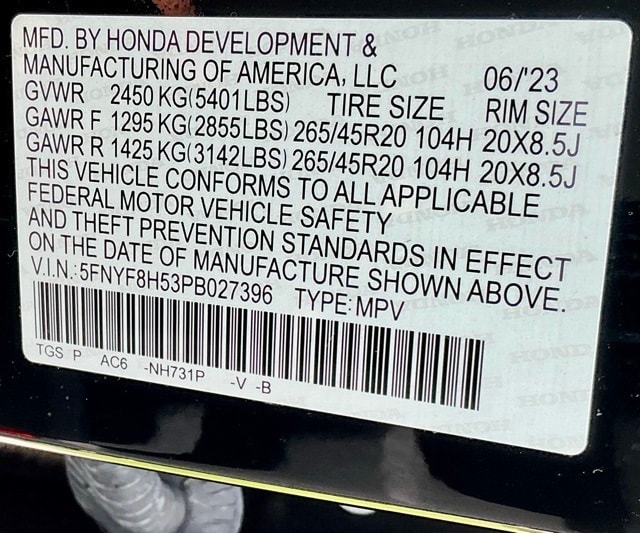 MFD. BY HONDA DEVELOPMENT &
MANUFACTURING OF AMERICA, LLC 06/'23
GVWR 2450 KG(5401LBS) TIRE SIZE RIM SIZE
GAWR F 1295 KG(2855LBS) 265/45R20 104H 20X8.5J
GAWR R 1425 KG(3142LBS) 265/45R20 104H 20X8.5J
THIS VEHICLE CONFORMS TO ALL APPLICABLE
FEDERAL MOTOR VEHICLE SAFETY
AND THEFT PREVENTION STANDARDS IN EFFECT
ON THE DATE OF MANUFACTURE SHOWN ABOVE.
V.I.N.:5FNYF8H53PB027396 TYPE:MPV
TGS P AC6 -NH731P -V -B